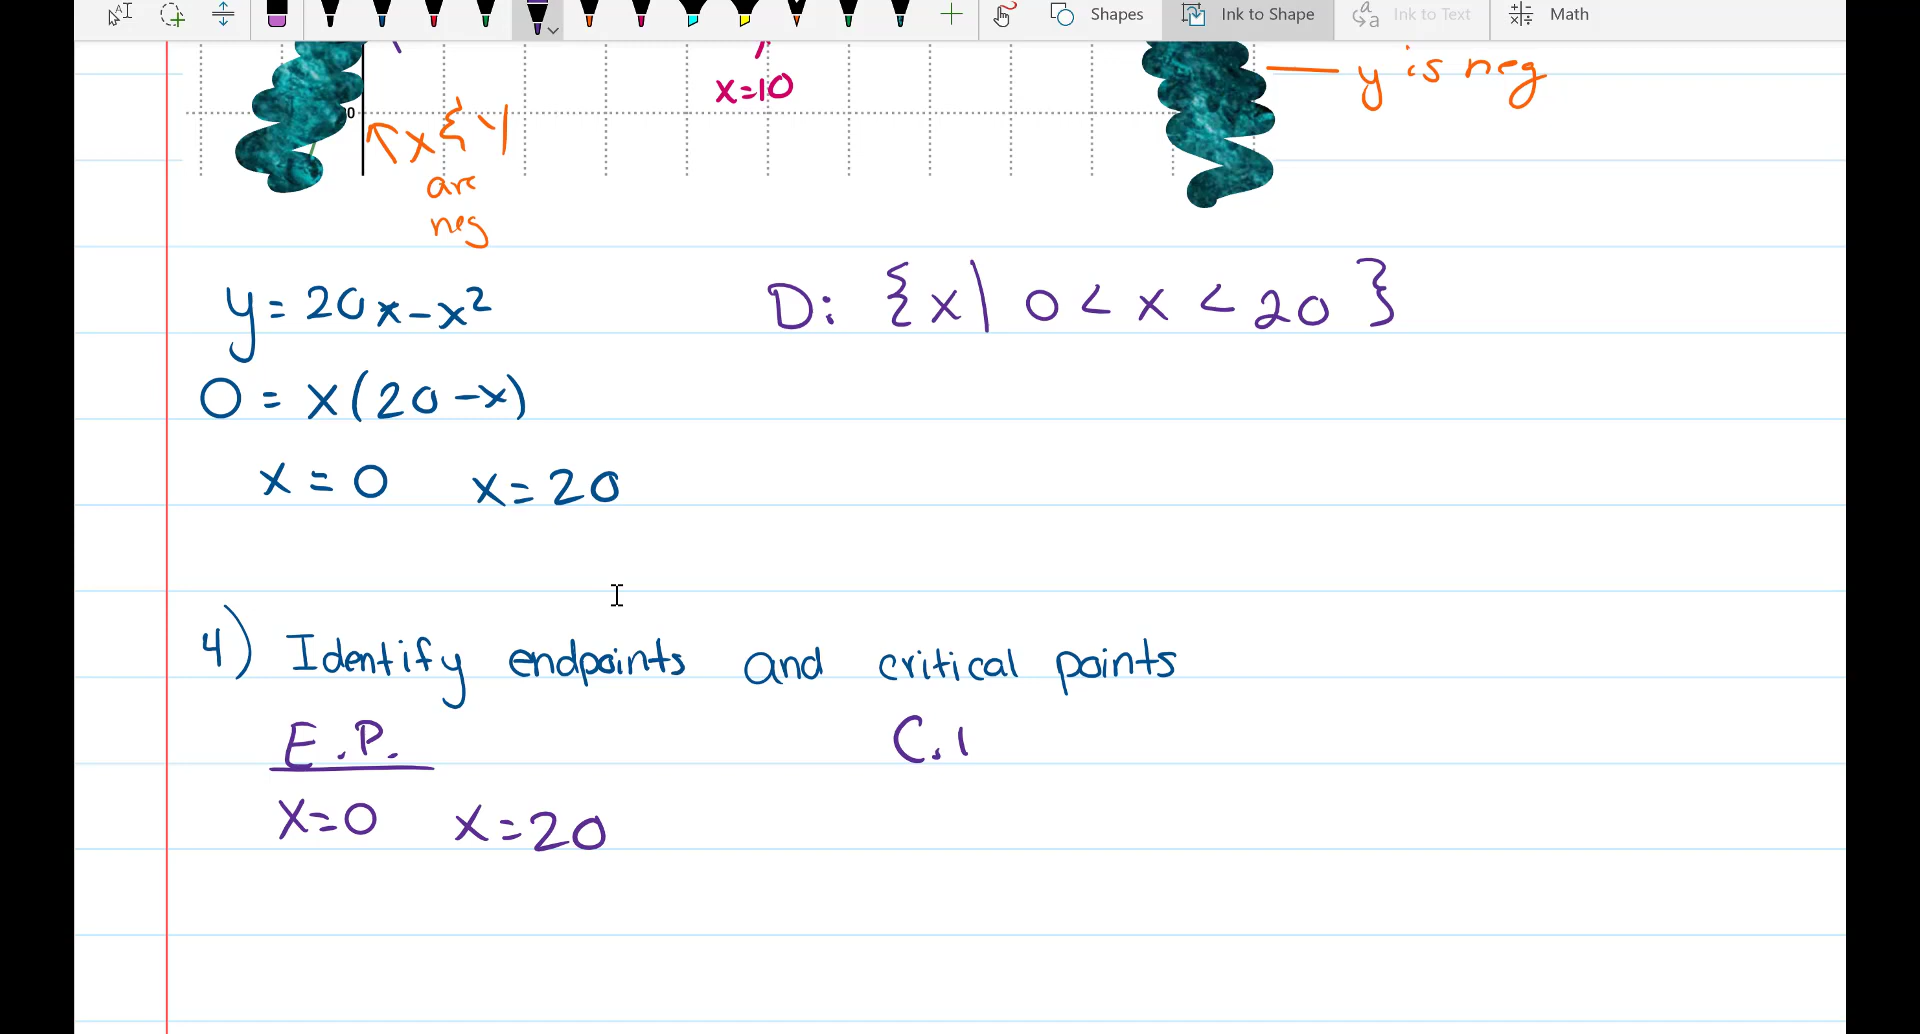 Shapes Ink to Shape Ink to Text Math
y is neg
x=10
0
x & y
are
neg
y = 20x - x²
D: {x | 0 < x < 20}
0 = x(20 - x)
x = 0 x = 20
4) Identify endpoints and critical points
E.P. C.
x=0 x=20